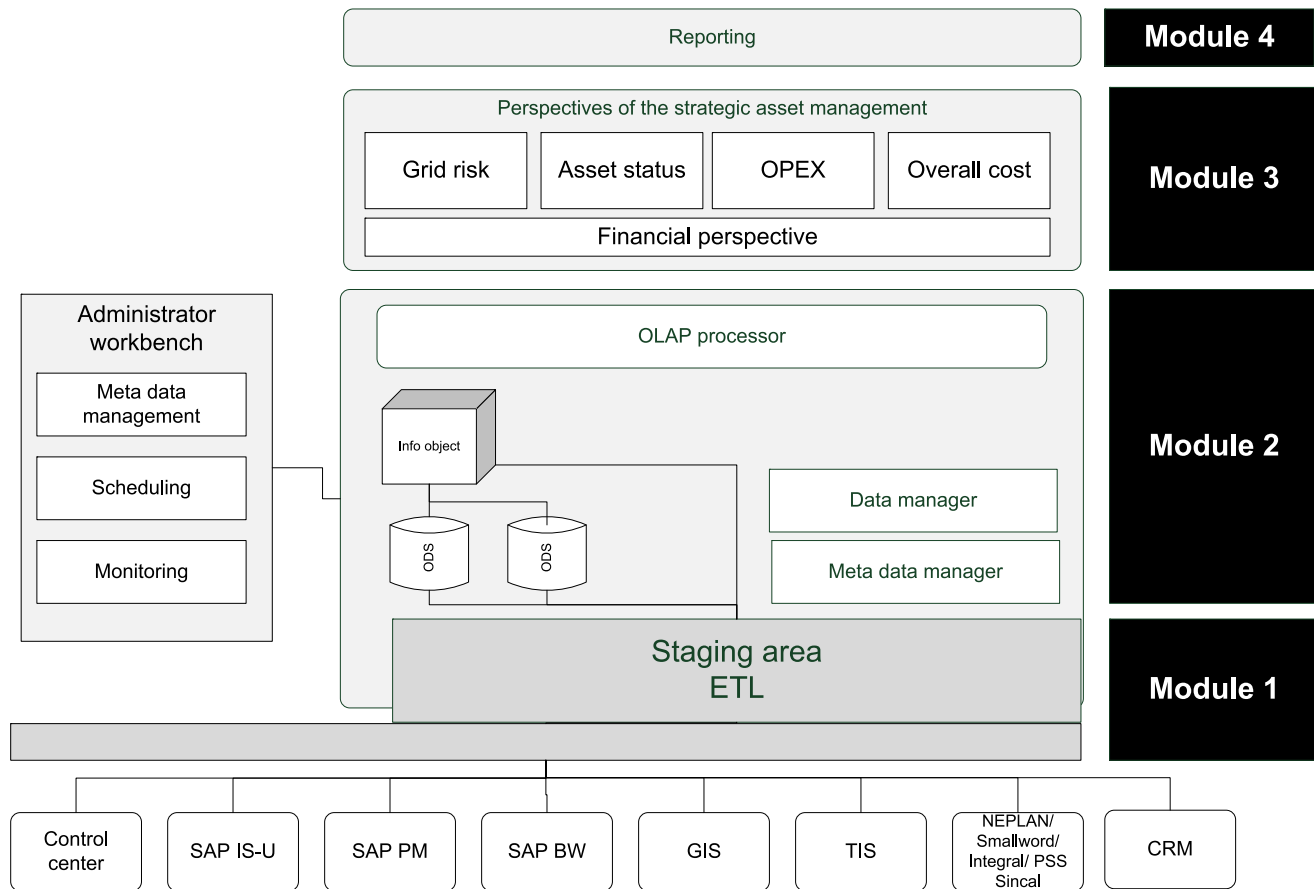 Reporting
Module 4
Perspectives of the strategic asset management
Grid risk
Asset status
OPEX
Overall cost
Financial perspective
Module 3
Administrator
workbench
Meta data
management
Scheduling
Monitoring
OLAP processor
Info object
ODS
ODS
Data manager
Meta data manager
Module 2
Staging area
ETL
Module 1
Control
center
SAP IS-U
SAP PM
SAP BW
GIS
TIS
NEPLAN/
Smallword/
Integral/ PSS
Sincal
CRM